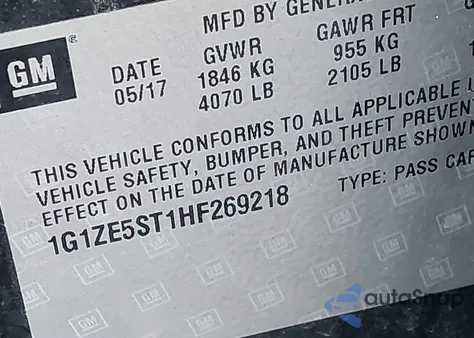 MFD BY GENERA
GM ®
DATE GVWR GAWR FRT
05/17 1846 KG 955 KG
4070 LB 2105 LB
THIS VEHICLE CONFORMS TO ALL APPLICABLE
VEHICLE SAFETY, BUMPER, AND THEFT PREVEN
EFFECT ON THE DATE OF MANUFACTURE SHOWN
1G1ZE5ST1HF269218 TYPE: PASS CAR
autoSnap